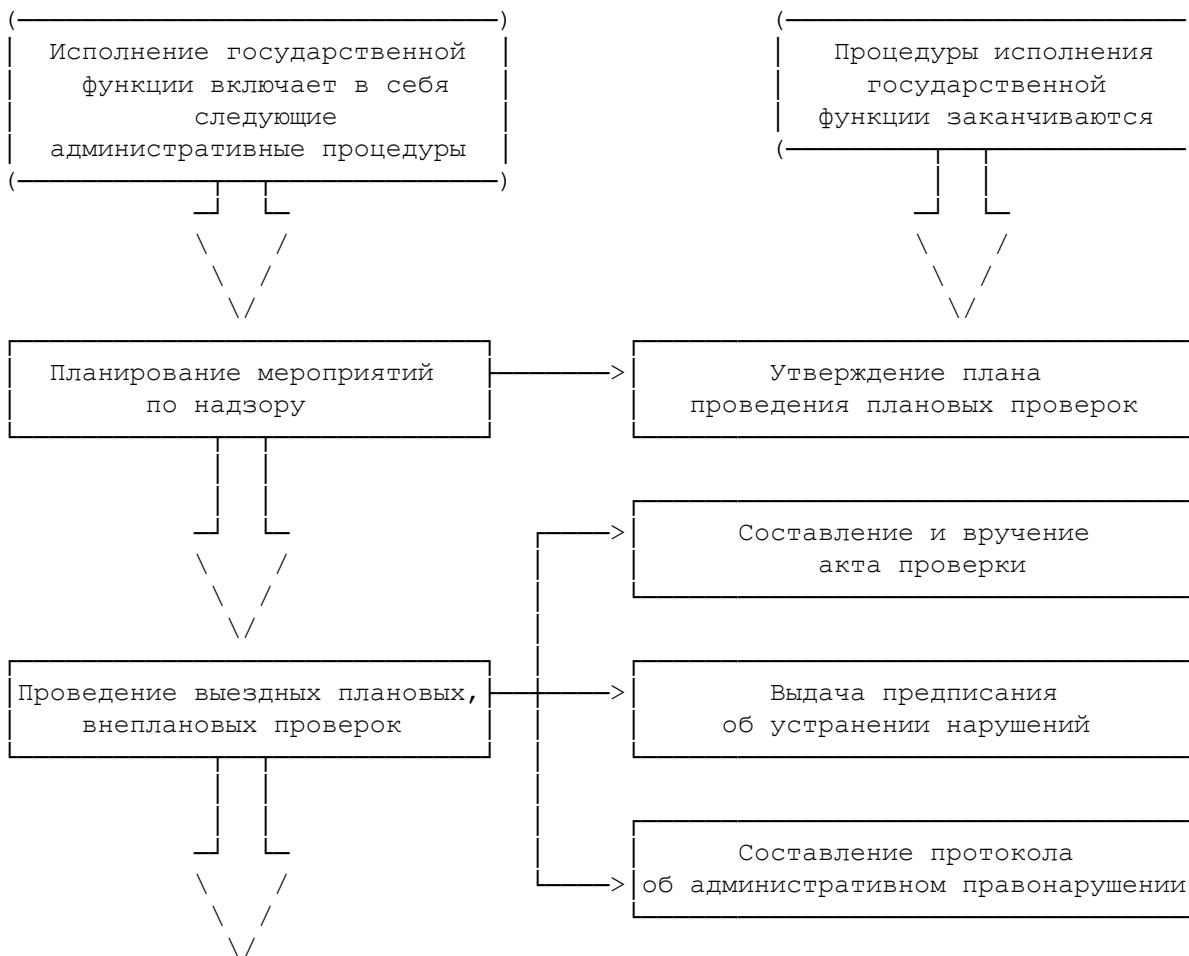 Исполнение государственной
функции включает в себя
следующие
административные процедуры
Процедуры исполнения
государственной
функции заканчиваются
Планирование мероприятий
по надзору
Утверждение плана
проведения плановых проверок
Составление и вручение
акта проверки
Проведение выездных плановых,
внеплановых проверок
Выдача предписания
об устранении нарушений
Составление протокола
об административном правонарушении